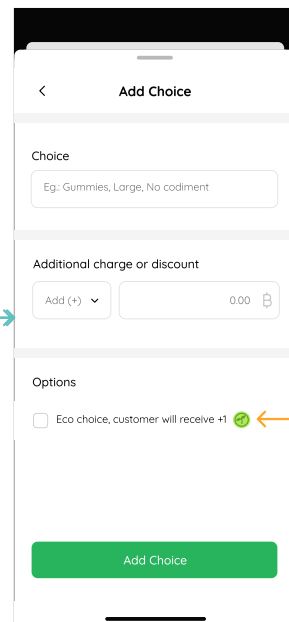 Add Choice
Choice
Eg.: Gummies, Large, No codiment
Additional charge or discount
Add (+)
0.00 ฿
Options
Eco choice, customer will receive +1
Add Choice